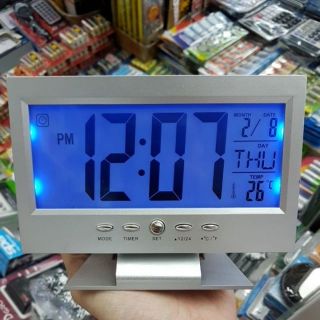 MONTH DATE
2/8
PM 12:07
DAY
THU
TEMP
26°C
MODE TIMER SET ▲12/24 ▼°C/°F